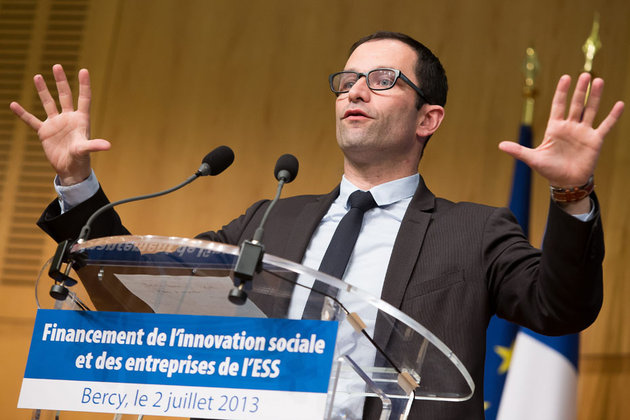 Financement de l'innovation sociale
et des entreprises de l'ESS
Bercy, le 2 juillet 2013